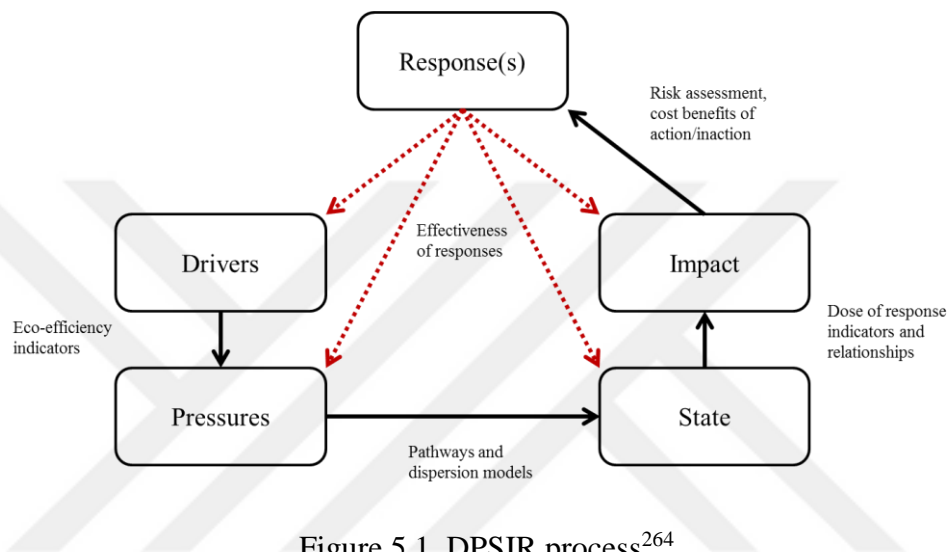 Response(s)
Risk assessment,
cost benefits of
action/inaction
Drivers
Effectiveness
of responses
Impact
Eco-efficiency
indicators
Dose of response
indicators and
relationships
Pressures
State
Pathways and
dispersion models
Figure 5.1. DPSIR process²⁶⁴